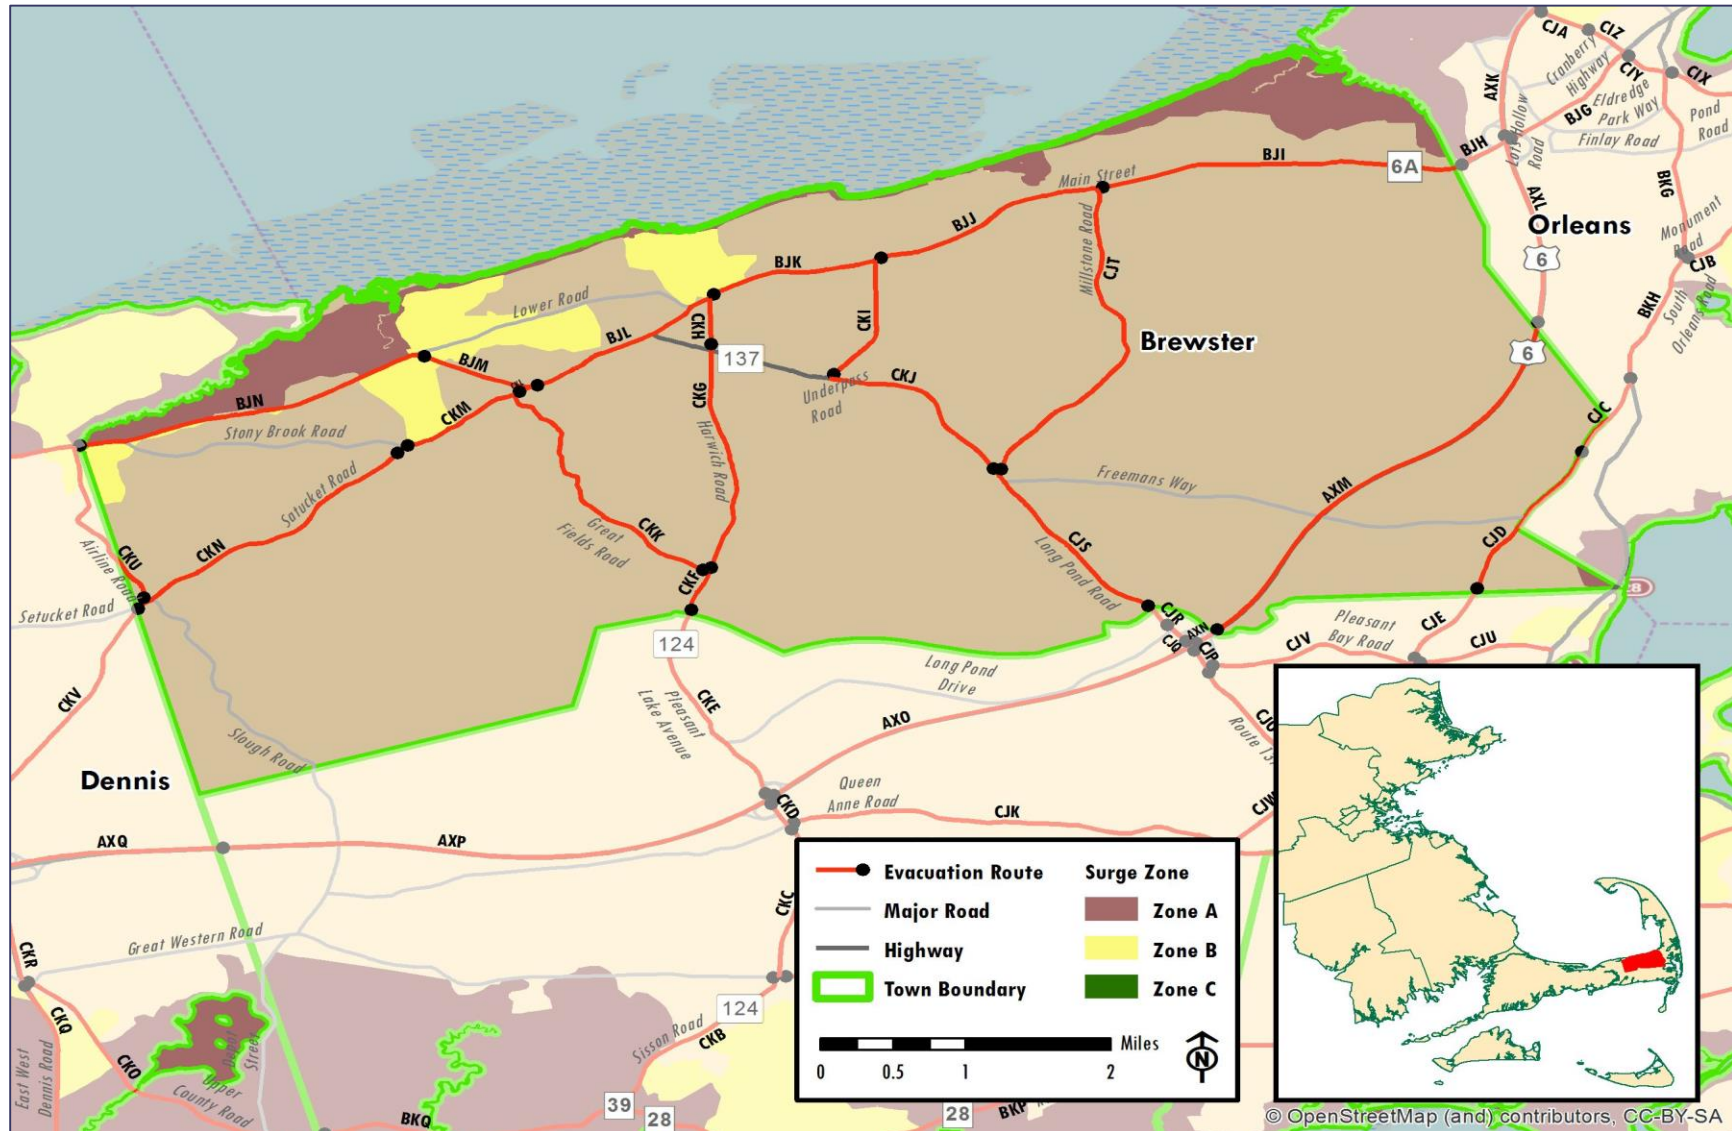 CJA
CIZ
Cranberry
Highway
AXK
CIY
CIX
Eldredge
Park Way
BJG
Pond
Road
Finlay Road
BJH
Lots Hollow
Road
6A
BJI
Main Street
BKG
AXL
Orleans
Monument
Road
CJB
6
BJJ
Millstone Road
CJT
BJK
BKH
South
Orleans Road
Lower Road
CKH
CKI
BJL
137
Brewster
6
BJM
CKJ
Underpass
Road
BJN
CKM
CKG
CJC
Stony Brook Road
Harwich Road
Satucket Road
Freemans Way
AXM
CKK
Great
Fields Road
CJD
CKU
CKN
CJS
Airline Road
CKF
Long Pond Road
28
Setucket Road
CJR
AXN
CJQ
CJP
Pleasant
Bay Road
CJE
CJV
CJU
124
Long Pond
Drive
CKV
CKE
Pleasant
Lake Avenue
AXO
Slough Road
Dennis
Queen
Anne Road
CKD
CJK
CJW
AXQ
AXP
CKC
Great Western Road
CKR
124
Sisson Road
CKB
CKQ
Depot
Street
East West
Dennis Road
CKO
Upper
County Road
BKQ
39
28
28
BKP
Evacuation Route
Major Road
Highway
Town Boundary
Surge Zone
Zone A
Zone B
Zone C
Miles
0 0.5 1 2
N
© OpenStreetMap (and) contributors, CC-BY-SA